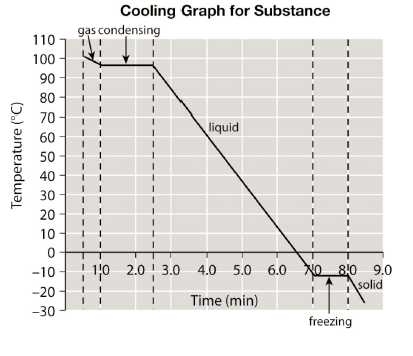 Cooling Graph for Substance
gas condensing
110
100
90
80
70
60
50
40
30
20
10
0
−10
−20
−30
Temperature (°C)
liquid
1.0 2.0 3.0 4.0 5.0 6.0 7.0 8.0 9.0
solid
Time (min)
freezing